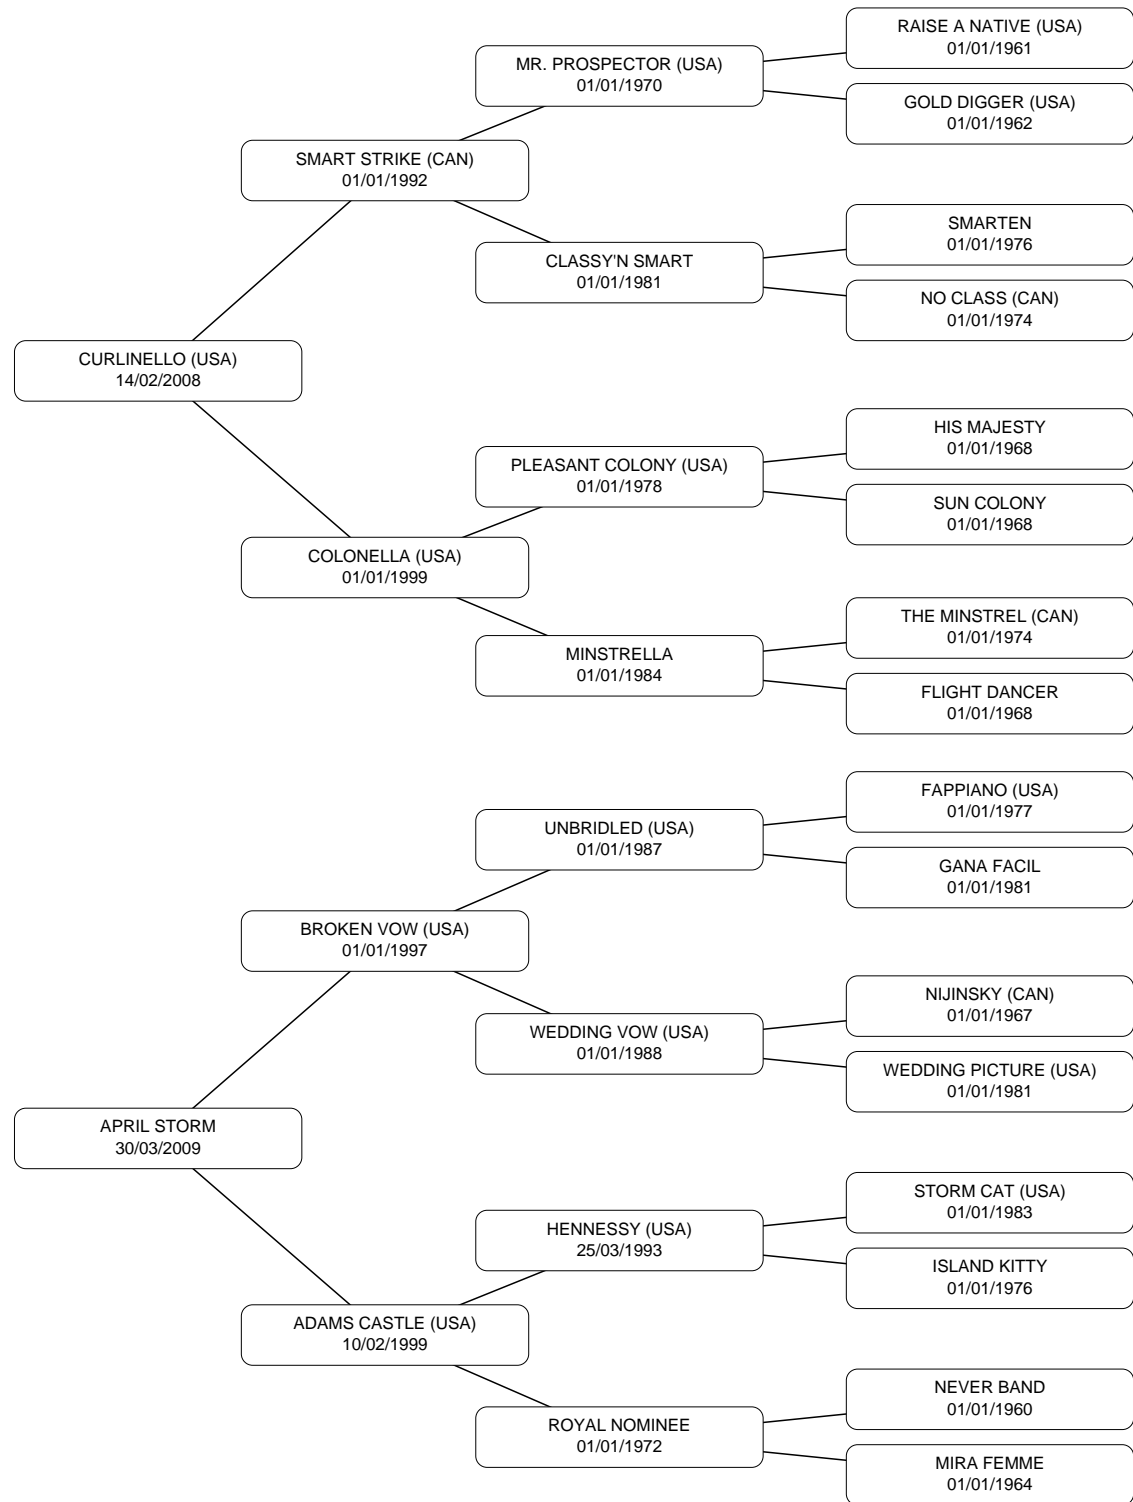 RAISE A NATIVE (USA)
01/01/1961
MR. PROSPECTOR (USA)
01/01/1970
GOLD DIGGER (USA)
01/01/1962
SMART STRIKE (CAN)
01/01/1992
SMARTEN
01/01/1976
CLASSY'N SMART
01/01/1981
NO CLASS (CAN)
01/01/1974
CURLINELLO (USA)
14/02/2008
HIS MAJESTY
01/01/1968
PLEASANT COLONY (USA)
01/01/1978
SUN COLONY
01/01/1968
COLONELLA (USA)
01/01/1999
THE MINSTREL (CAN)
01/01/1974
MINSTRELLA
01/01/1984
FLIGHT DANCER
01/01/1968
FAPPIANO (USA)
01/01/1977
UNBRIDLED (USA)
01/01/1987
GANA FACIL
01/01/1981
BROKEN VOW (USA)
01/01/1997
NIJINSKY (CAN)
01/01/1967
WEDDING VOW (USA)
01/01/1988
WEDDING PICTURE (USA)
01/01/1981
APRIL STORM
30/03/2009
STORM CAT (USA)
01/01/1983
HENNESSY (USA)
25/03/1993
ISLAND KITTY
01/01/1976
ADAMS CASTLE (USA)
10/02/1999
NEVER BAND
01/01/1960
ROYAL NOMINEE
01/01/1972
MIRA FEMME
01/01/1964